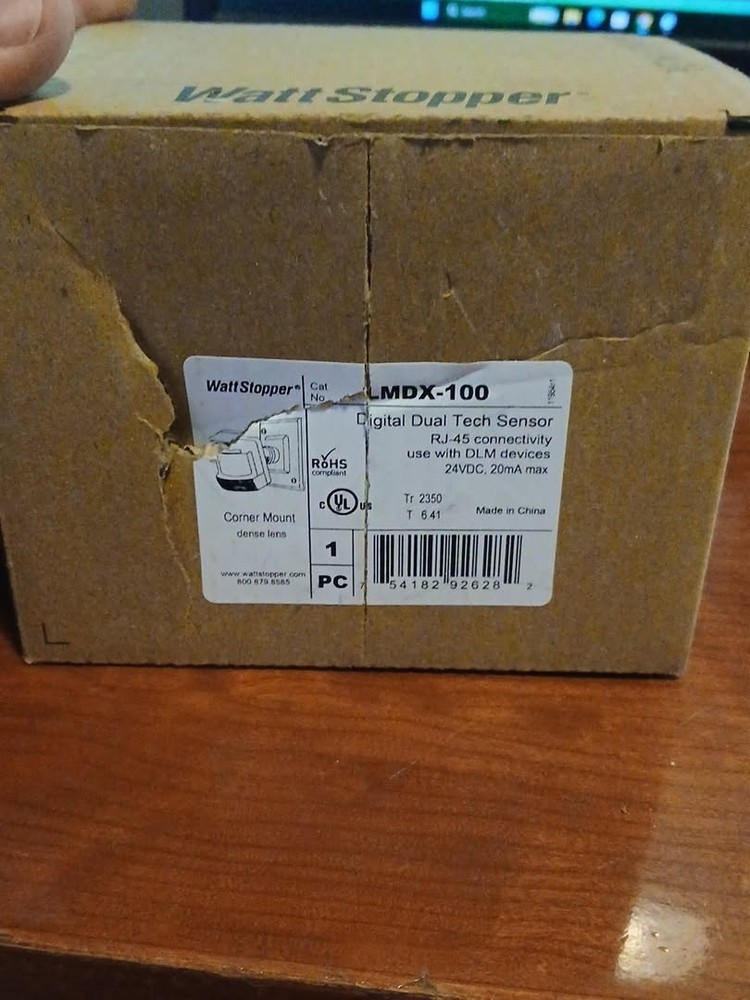 WattStopper
WattStopper®
Cat
No
LMDX-100
Digital Dual Tech Sensor
RJ-45 connectivity
use with DLM devices
24VDC, 20mA max
RoHS
compliant
c UL us
Tr 2350
T 6.41
Made in China
Corner Mount
dense lens
www.wattstopper.com
800 879 8585
1
PC
7 54182 92628 2